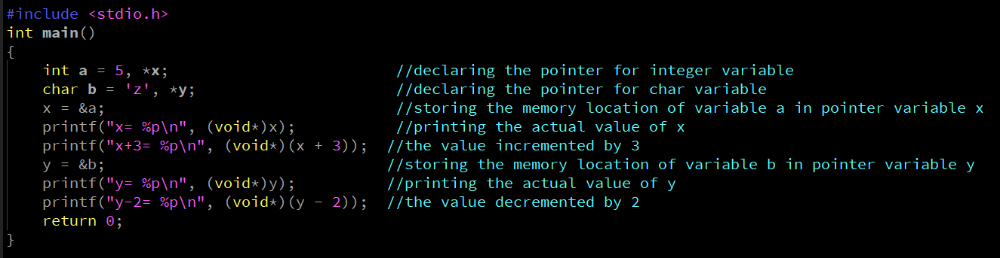 #include <stdio.h>
int main()
{
    int a = 5, *x;                          //declaring the pointer for integer variable
    char b = 'z', *y;                       //declaring the pointer for char variable
    x = &a;                                 //storing the memory location of variable a in pointer variable x
    printf("x= %p\n", (void*)x);            //printing the actual value of x
    printf("x+3= %p\n", (void*)(x + 3));  //the value incremented by 3
    y = &b;                                //storing the memory location of variable b in pointer variable y
    printf("y= %p\n", (void*)y);           //printing the actual value of y
    printf("y-2= %p\n", (void*)(y - 2));  //the value decremented by 2
    return 0;
}